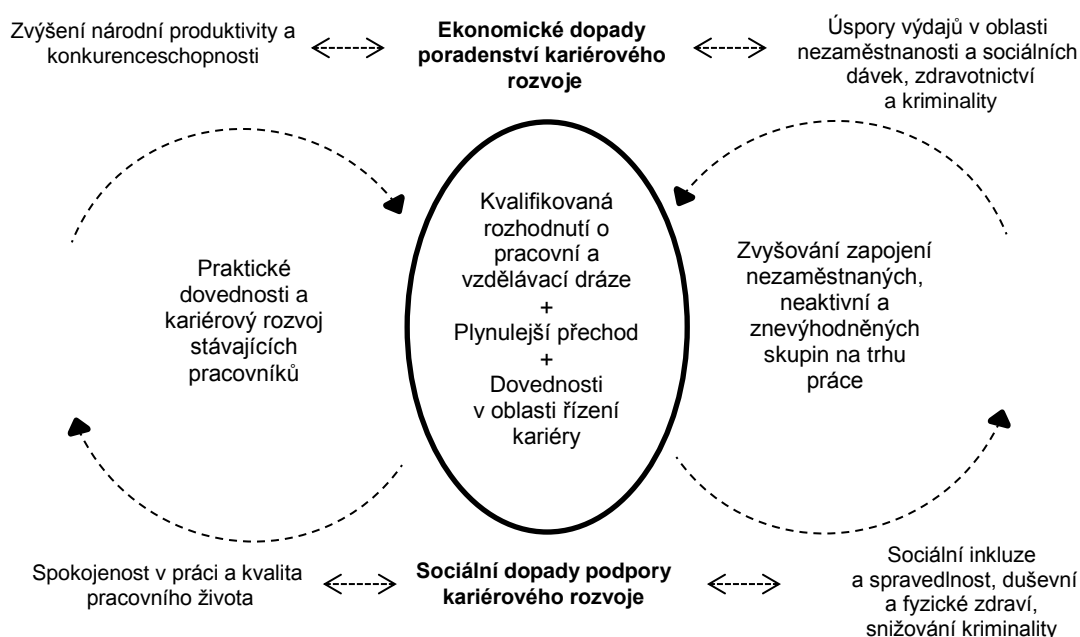 Zvýšení národní produktivity a
konkurenceschopnosti
Ekonomické dopady
poradenství kariérového
rozvoje
Úspory výdajů v oblasti
nezaměstnanosti a sociálních
dávek, zdravotnictví
a kriminality
Praktické
dovednosti a
kariérový rozvoj
stávajících
pracovníků
Kvalifikovaná
rozhodnutí o
pracovní a
vzdělávací dráze
+
Plynulejší přechod
+
Dovednosti
v oblasti řízení
kariéry
Zvyšování zapojení
nezaměstnaných,
neaktivní a
znevýhodněných
skupin na trhu
práce
Spokojenost v práci a kvalita
pracovního života
Sociální dopady podpory
kariérového rozvoje
Sociální inkluze
a spravedlnost, duševní
a fyzické zdraví,
snižování kriminality